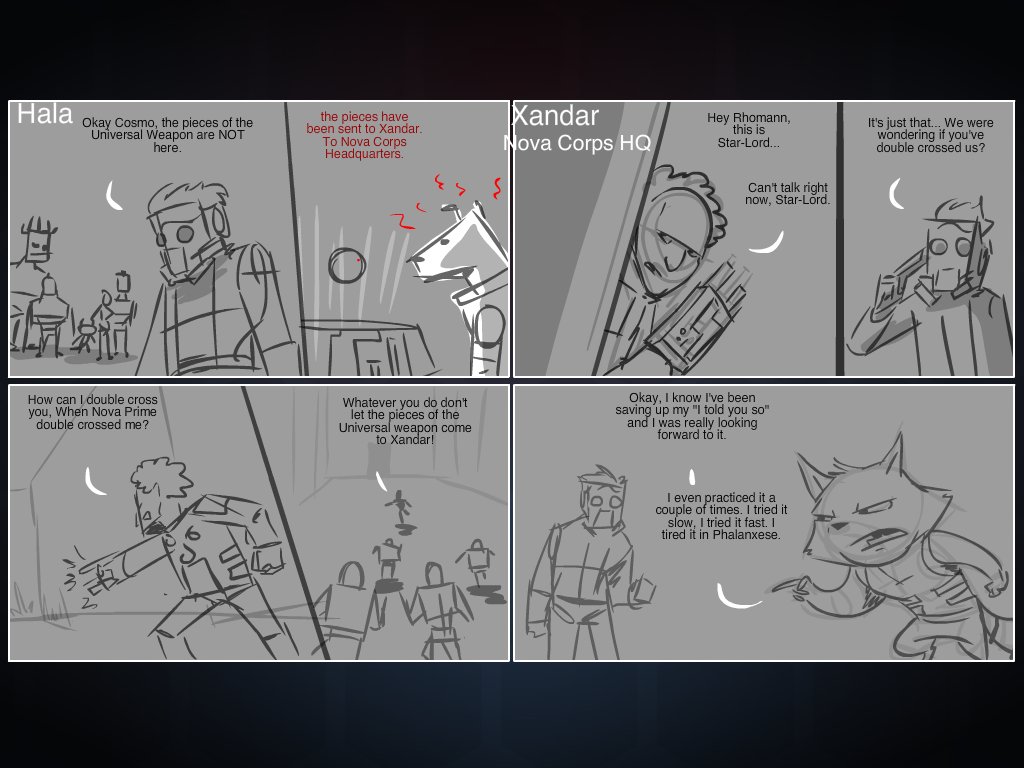 Hala
Okay Cosmo, the pieces of the
Universal Weapon are NOT
here.
the pieces have
been sent to Xandar.
To Nova Corps
Headquarters.
Xandar
Nova Corps HQ
Hey Rhomann,
this is
Star-Lord...
Can't talk right
now, Star-Lord.
It's just that... We were
wondering if you've
double crossed us?
How can I double cross
you, When Nova Prime
double crossed me?
Whatever you do don't
let the pieces of the
Universal weapon come
to Xandar!
Okay, I know I've been
saving up my "I told you so"
and I was really looking
forward to it.
I even practiced it a
couple of times. I tried it
slow, I tried it fast. I
tired it in Phalanxese.